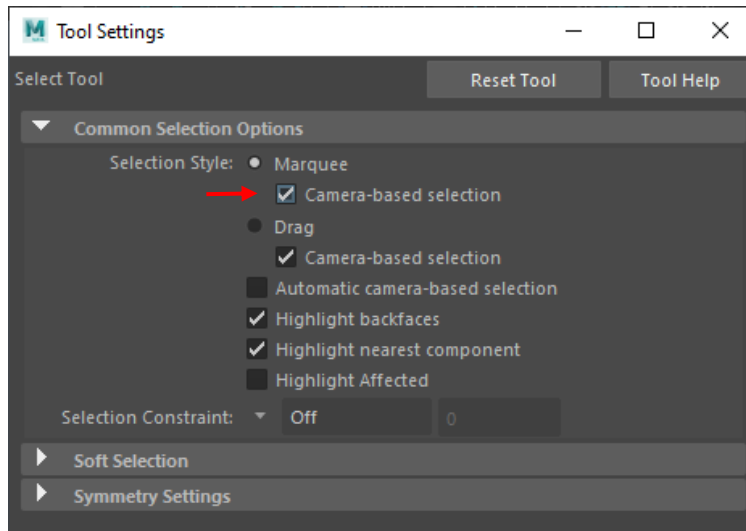 Tool Settings
Select Tool Reset Tool Tool Help
Common Selection Options
Selection Style: Marquee
Camera-based selection
Drag
Camera-based selection
Automatic camera-based selection
Highlight backfaces
Highlight nearest component
Highlight Affected
Selection Constraint: Off 0
Soft Selection
Symmetry Settings